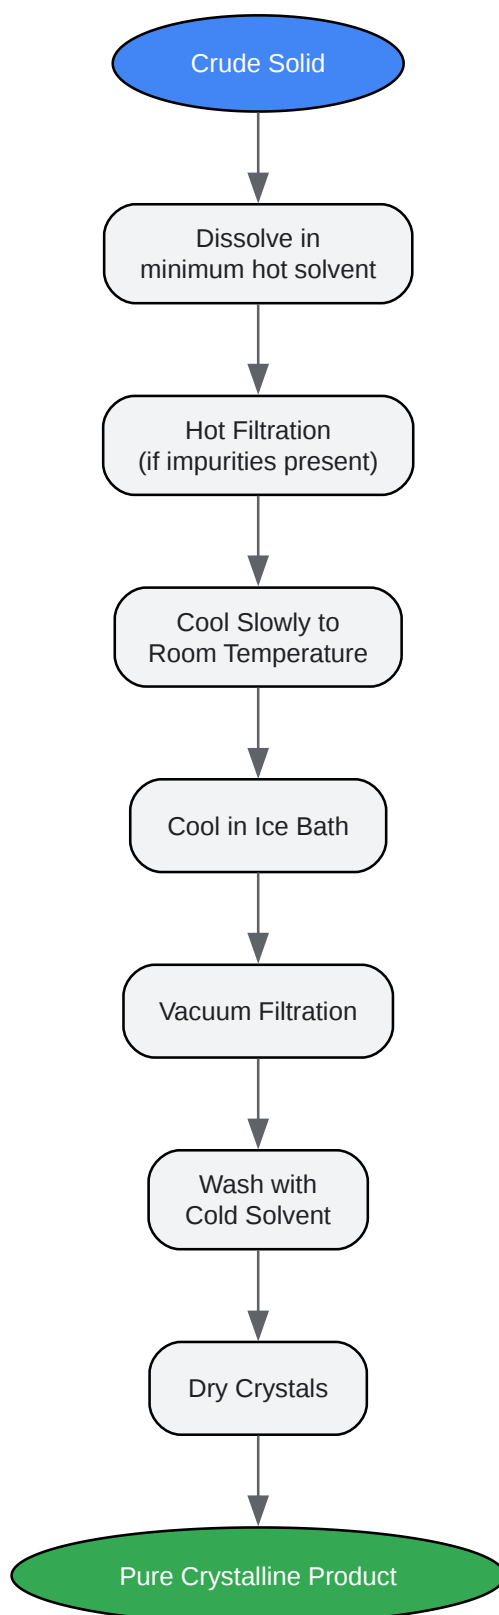 Crude Solid
Dissolve in
minimum hot solvent
Hot Filtration
(if impurities present)
Cool Slowly to
Room Temperature
Cool in Ice Bath
Vacuum Filtration
Wash with
Cold Solvent
Dry Crystals
Pure Crystalline Product